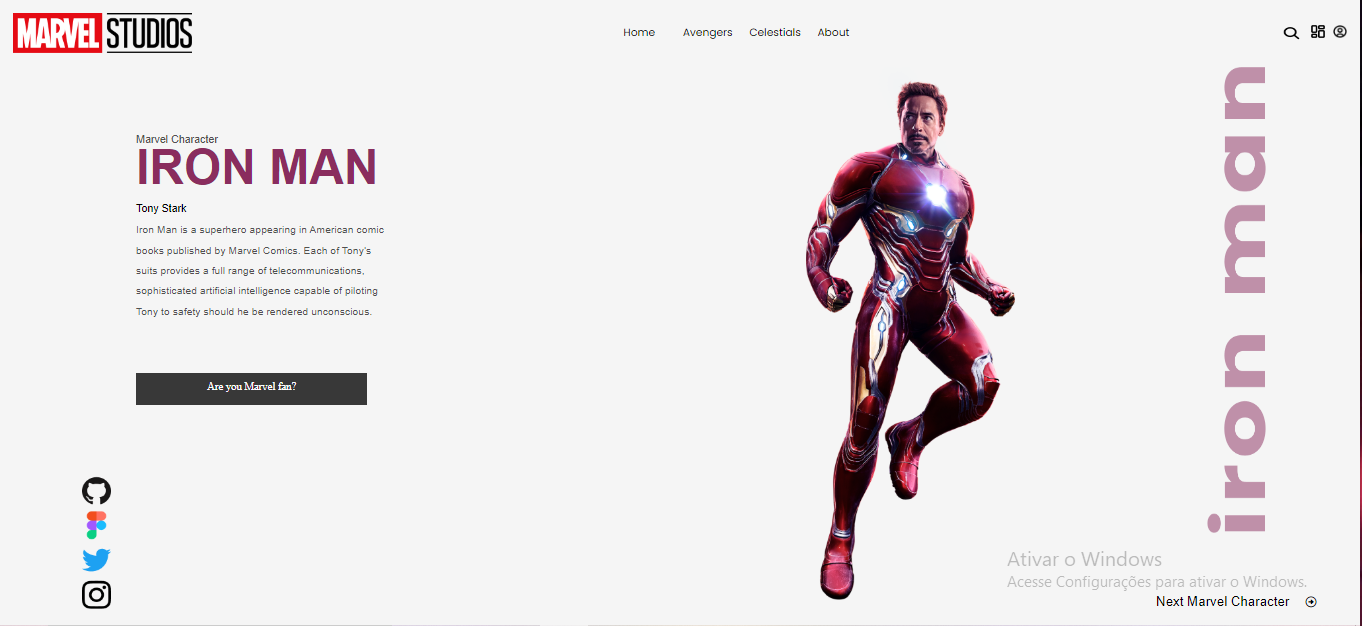 MARVEL STUDIOS
Home Avengers Celestials About
Marvel Character
IRON MAN
Tony Stark
Iron Man is a superhero appearing in American comic
books published by Marvel Comics. Each of Tony's
suits provides a full range of telecommunications,
sophisticated artificial intelligence capable of piloting
Tony to safety should he be rendered unconscious.
Are you Marvel fan?
iron man
Ativar o Windows
Acesse Configurações para ativar o Windows.
Next Marvel Character